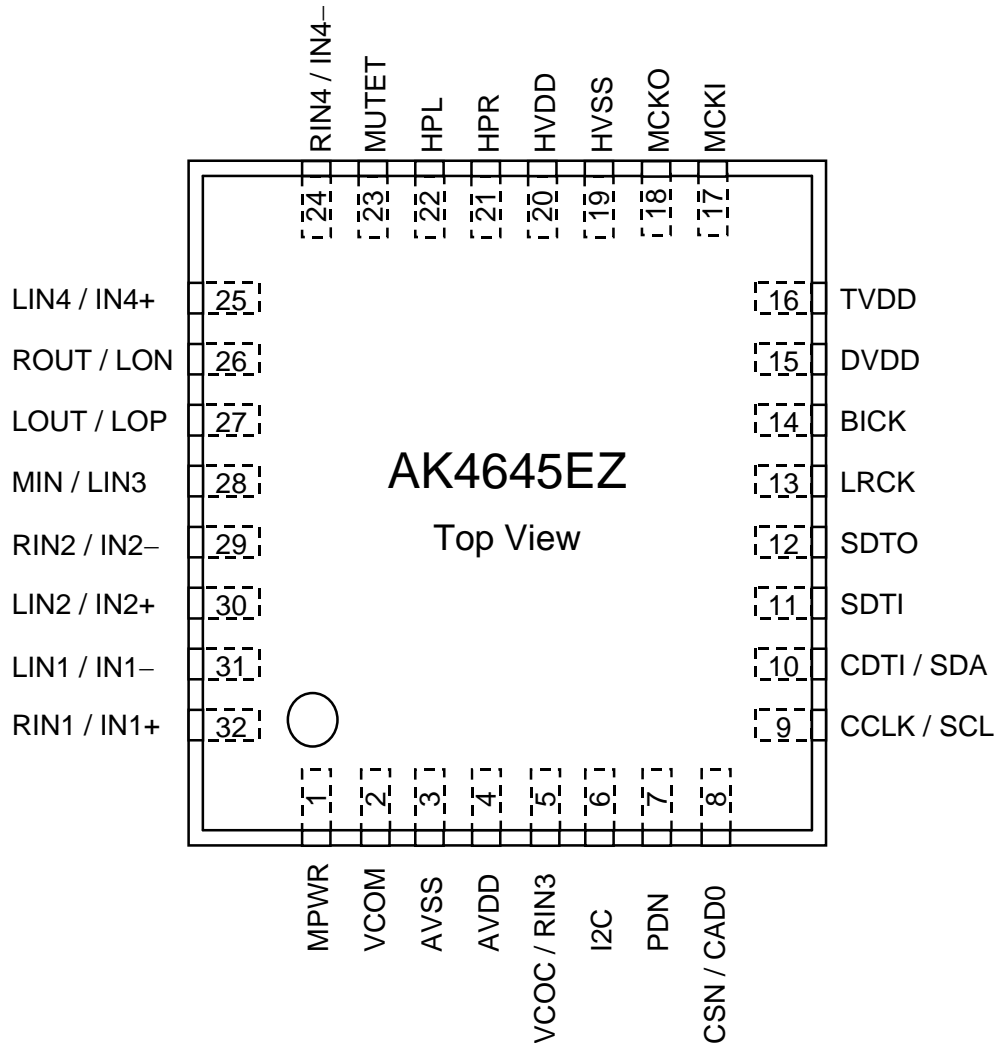 RIN4 / IN4−
MUTET
HPL
HPR
HVDD
HVSS
MCKO
MCKI
24
23
22
21
20
19
18
17
LIN4 / IN4+ 25
16 TVDD
ROUT / LON 26
15 DVDD
LOUT / LOP 27
14 BICK
MIN / LIN3 28
13 LRCK
RIN2 / IN2− 29
12 SDTO
LIN2 / IN2+ 30
11 SDTI
LIN1 / IN1− 31
10 CDTI / SDA
RIN1 / IN1+ 32
9 CCLK / SCL
AK4645EZ
Top View
1
2
3
4
5
6
7
8
MPWR
VCOM
AVSS
AVDD
VCOC / RIN3
I2C
PDN
CSN / CAD0